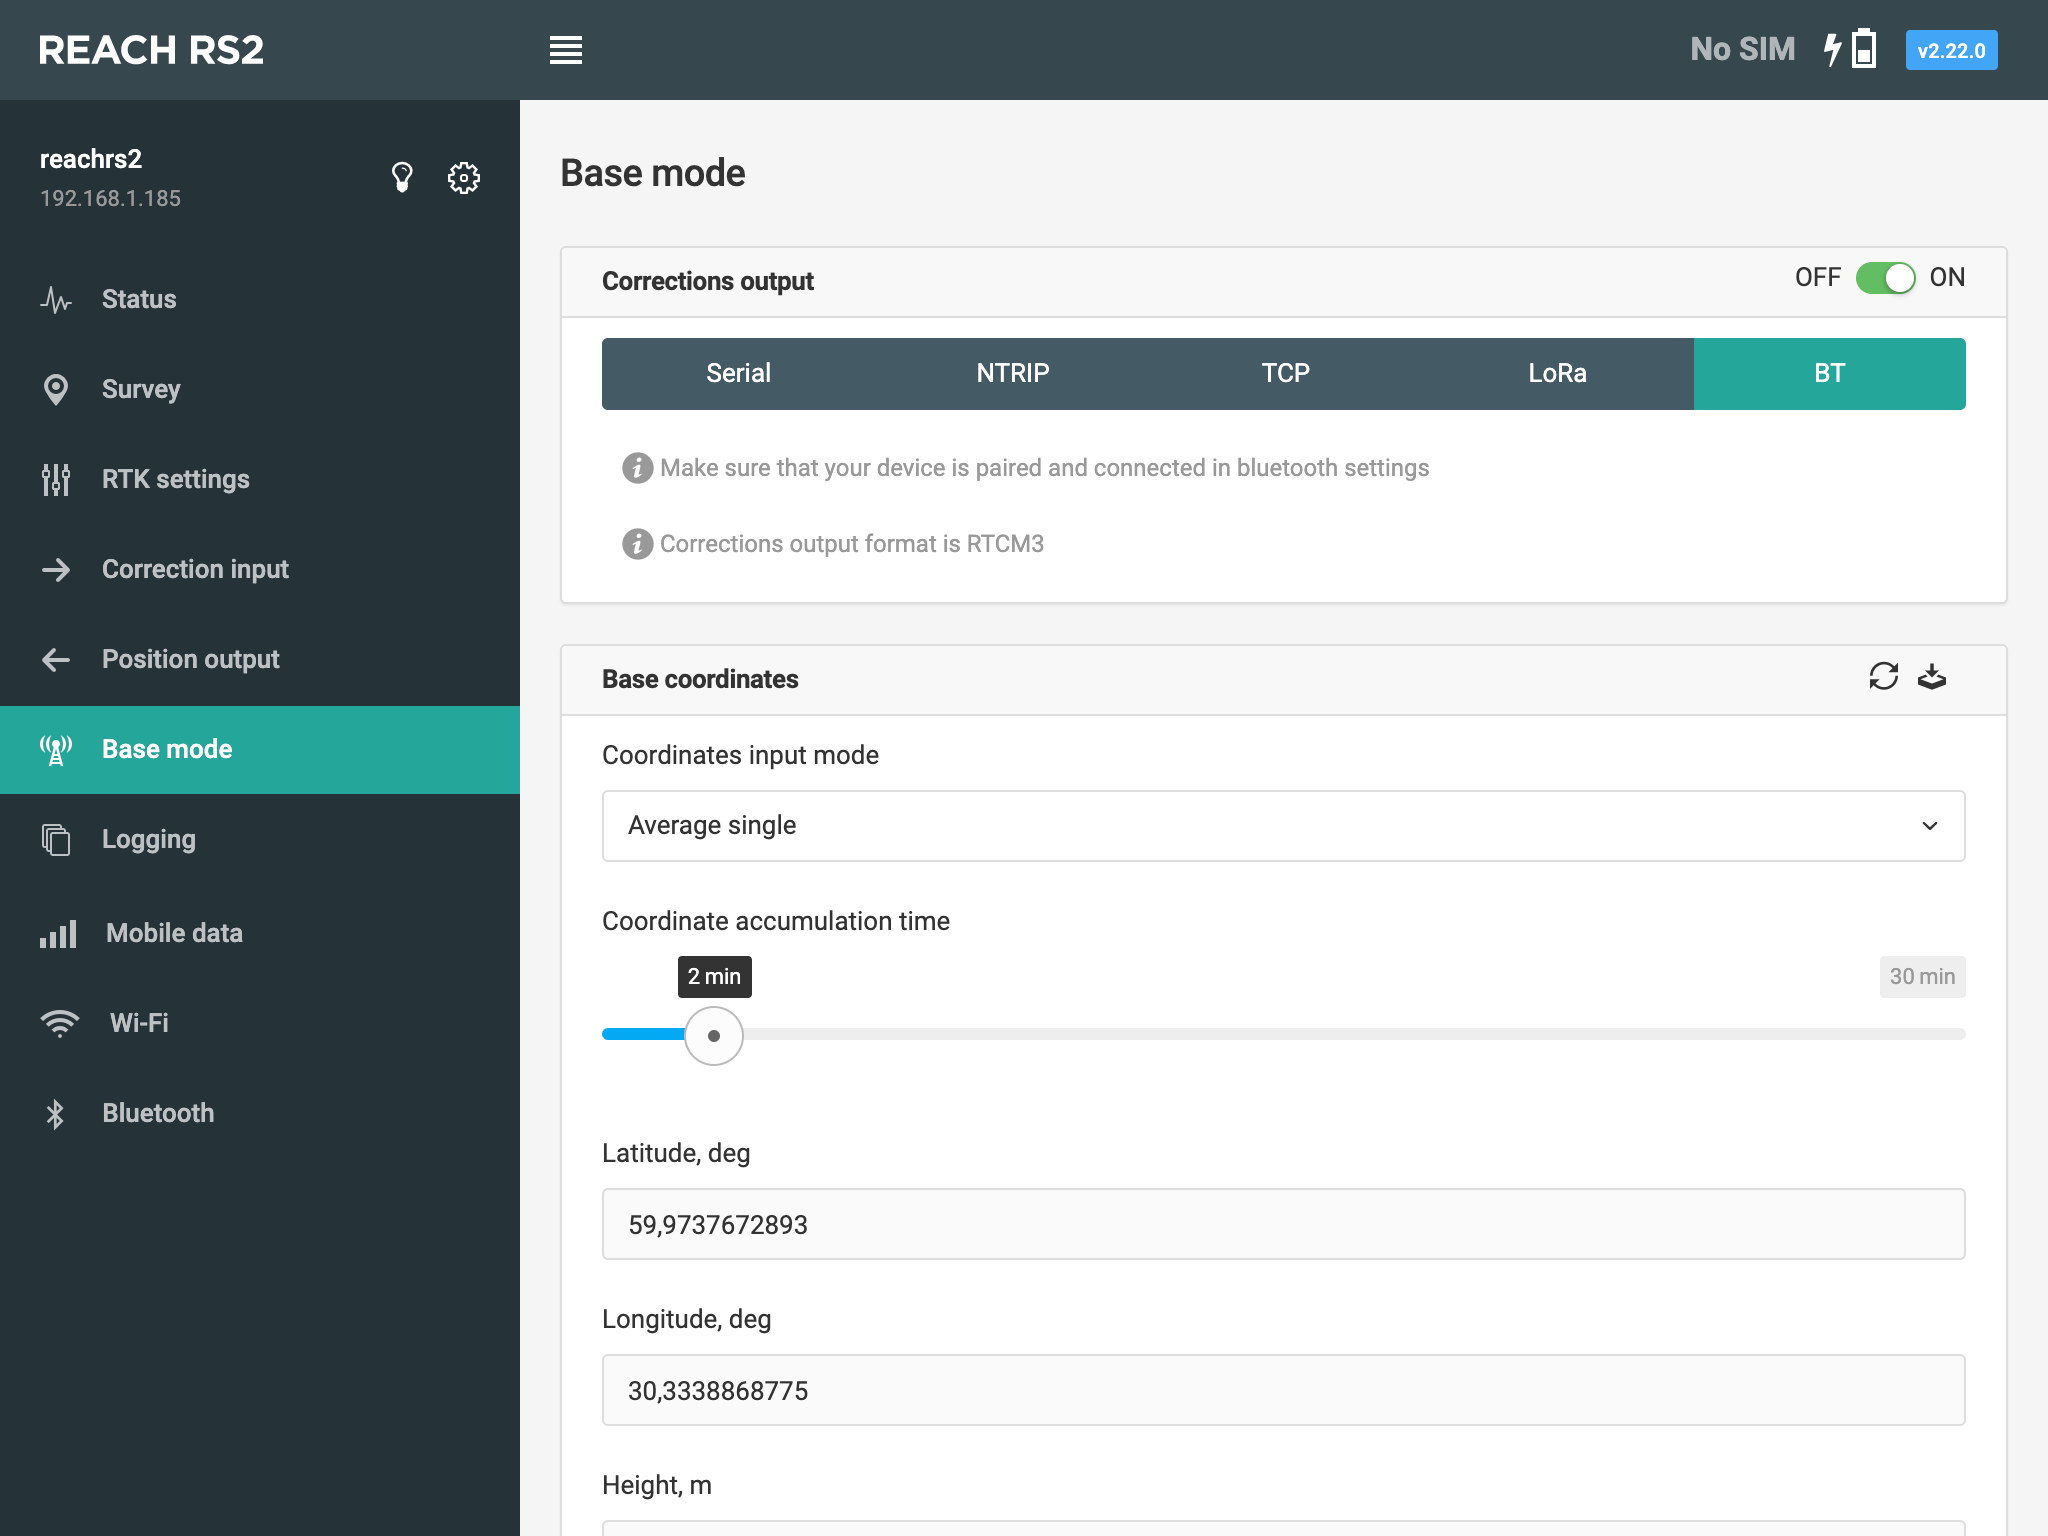 REACH RS2
No SIM
v2.22.0
reachrs2
192.168.1.185
Status
Survey
RTK settings
Correction input
Position output
Base mode
Logging
Mobile data
Wi-Fi
Bluetooth
Base mode
Corrections output
OFF ON
Serial NTRIP TCP LoRa BT
Make sure that your device is paired and connected in bluetooth settings
Corrections output format is RTCM3
Base coordinates
Coordinates input mode
Average single
Coordinate accumulation time
2 min 30 min
Latitude, deg
59,9737672893
Longitude, deg
30,3338868775
Height, m